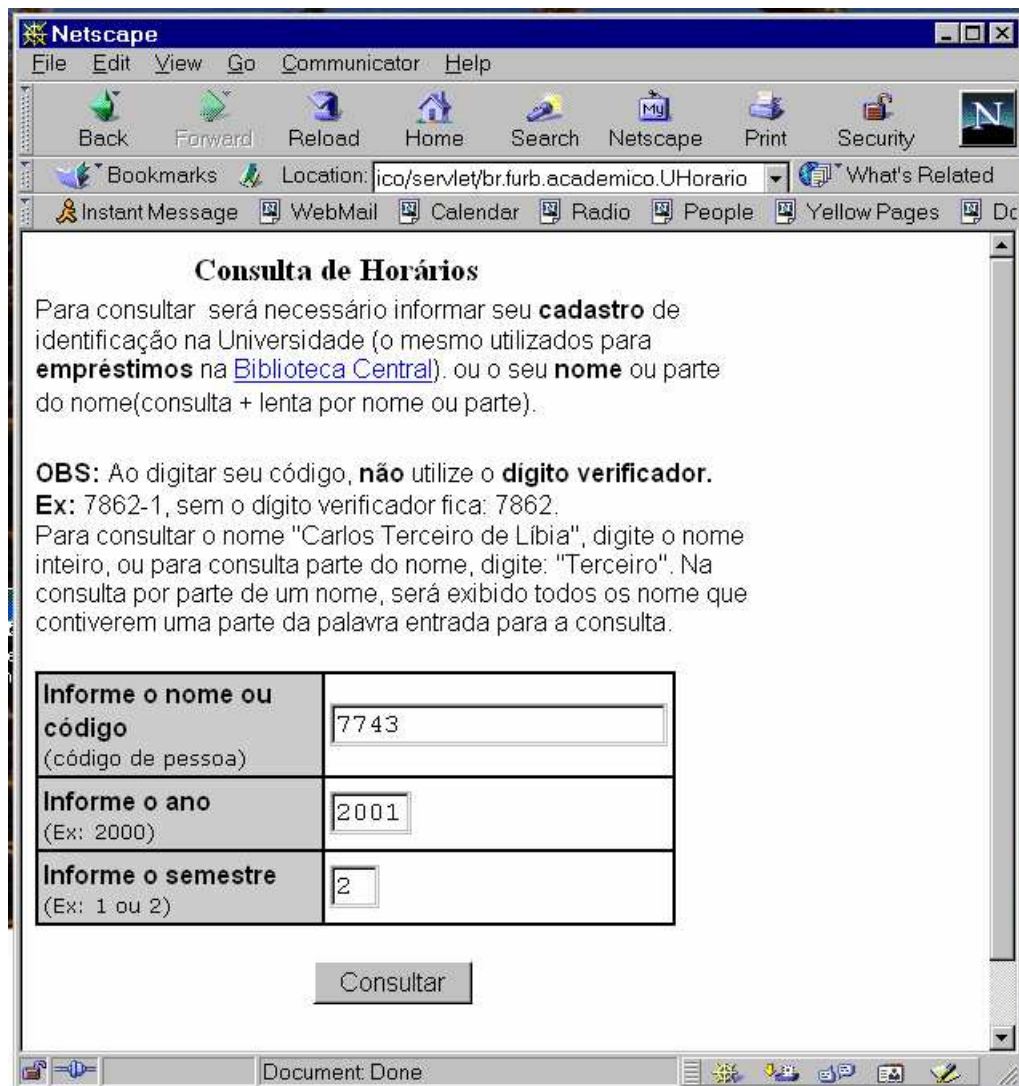 Netscape
File Edit View Go Communicator Help
Back Forward Reload Home Search Netscape Print Security
Bookmarks Location: ico/servlet/br.furb.academico.UHorario What's Related
Instant Message WebMail Calendar Radio People Yellow Pages
Consulta de Horários
Para consultar será necessário informar seu cadastro de
identificação na Universidade (o mesmo utilizados para
empréstimos na Biblioteca Central). ou o seu nome ou parte
do nome(consulta + lenta por nome ou parte).
OBS: Ao digitar seu código, não utilize o dígito verificador.
Ex: 7862-1, sem o dígito verificador fica: 7862.
Para consultar o nome "Carlos Terceiro de Líbia", digite o nome
inteiro, ou para consulta parte do nome, digite: "Terceiro". Na
consulta por parte de um nome, será exibido todos os nome que
contiverem uma parte da palavra entrada para a consulta.
Informe o nome ou
código
(código de pessoa)
7743
Informe o ano
(Ex: 2000)
2001
Informe o semestre
(Ex: 1 ou 2)
2
Consultar
Document: Done